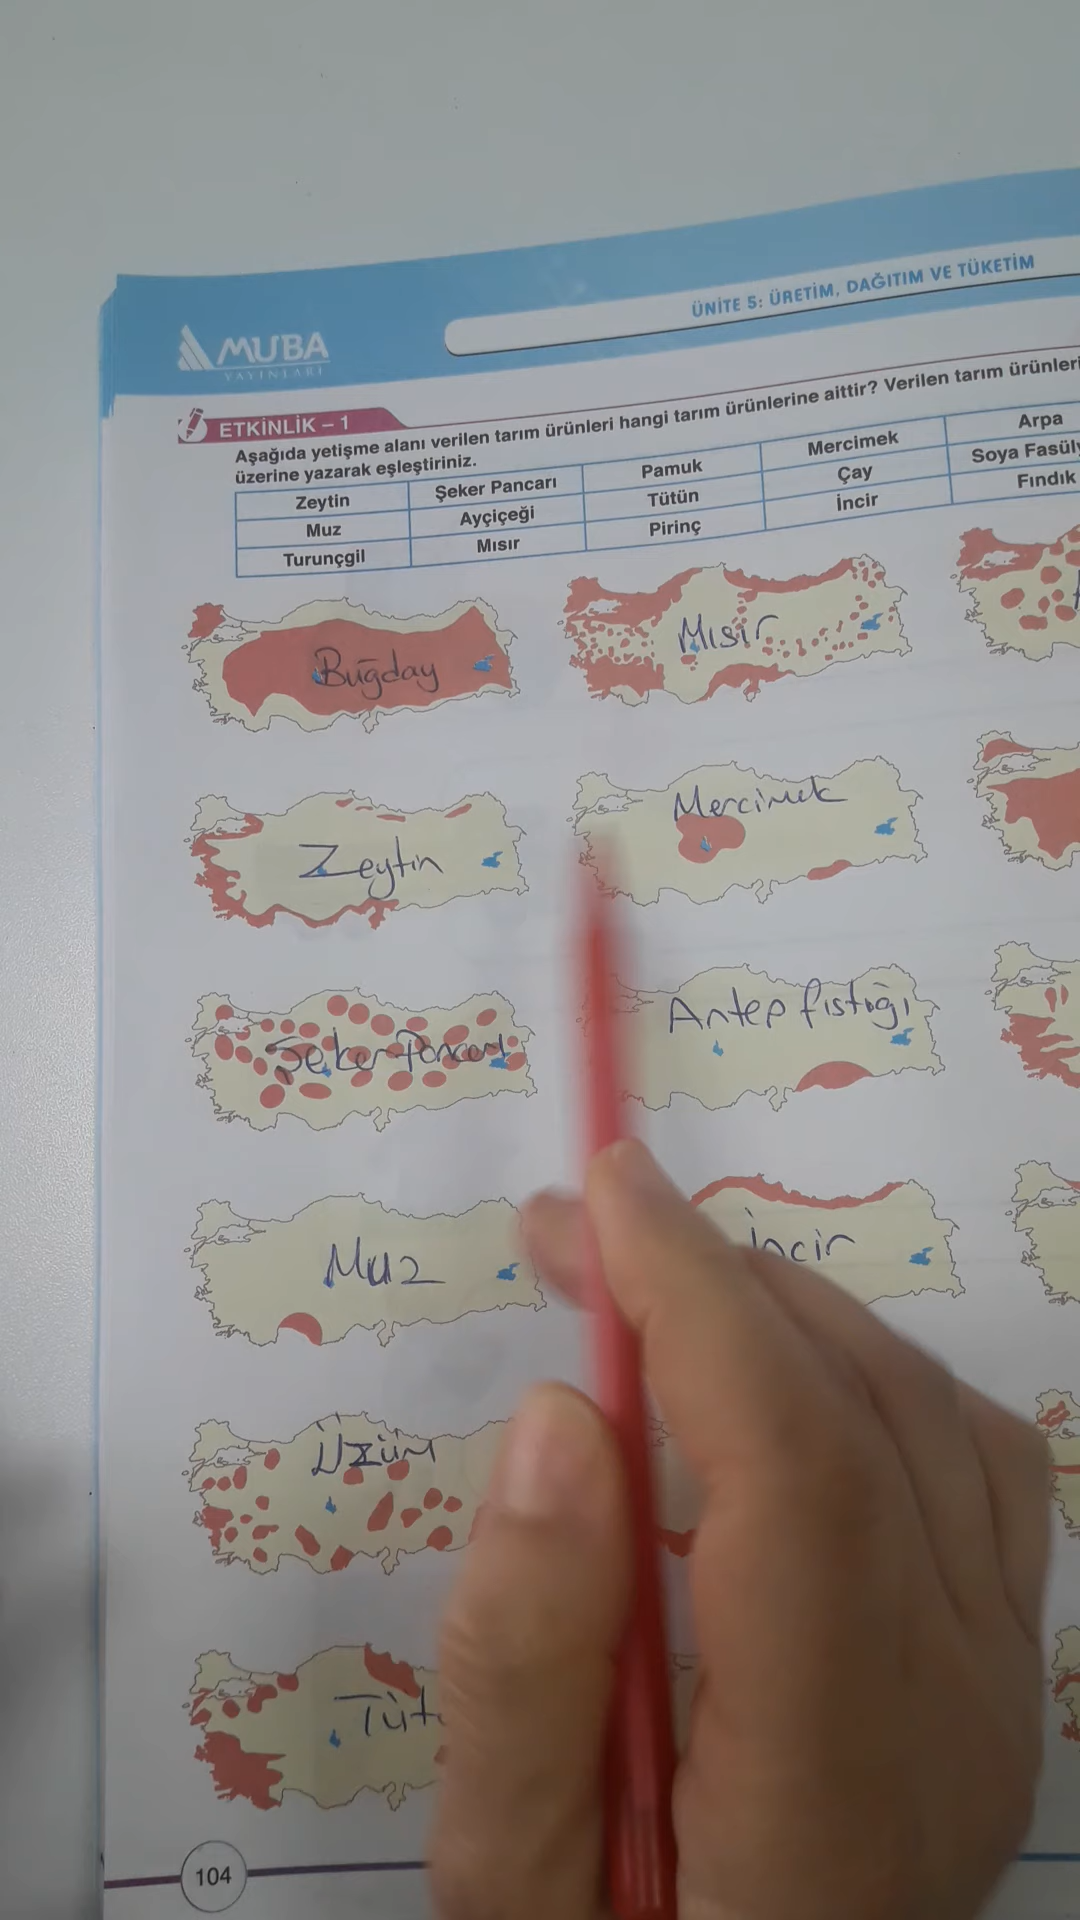 ÜNİTE 5: ÜRETİM, DAĞITIM VE TÜKETİM
MUBA
YAYINLARI
ETKİNLİK – 1
Aşağıda yetişme alanı verilen tarım ürünleri hangi tarım ürünlerine aittir? Verilen tarım ürünleri
üzerine yazarak eşleştiriniz.
Zeytin Şeker Pancarı Pamuk Mercimek Arpa
Muz Ayçiçeği Tütün Çay Soya
Turunçgil Mısır Pirinç İncir Fındık
Buğday Mısır
Zeytin Mercimek
Şeker Pancarı Antep fıstığı
Muz İncir
Üzüm
104